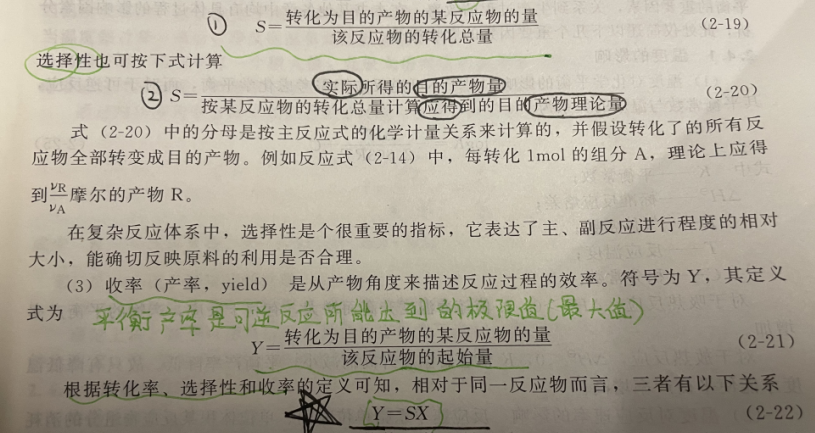 ① S=转化为目的产物的某反应物的量/该反应物的转化总量 (2-19)
选择性也可按下式计算
② S=实际所得的目的产物量/按某反应物的转化总量计算应得到的目的产物理论量 (2-20)
式（2-20）中的分母是按主反应式的化学计量关系来计算的，并假设转化了的所有反
应物全部转变成目的产物。例如反应式（2-14）中，每转化 1mol 的组分 A，理论上应得
到νR/νA摩尔的产物 R。
在复杂反应体系中，选择性是个很重要的指标，它表达了主、副反应进行程度的相对
大小，能确切反映原料的利用是否合理。
（3）收率（产率，yield） 是从产物角度来描述反应过程的效率。符号为 Y，其定义
式为 平衡产率是可逆反应所能达到的极限值(最大值)
Y=转化为目的产物的某反应物的量/该反应物的起始量 (2-21)
根据转化率、选择性和收率的定义可知，相对于同一反应物而言，三者有以下关系
Y=SX (2-22)